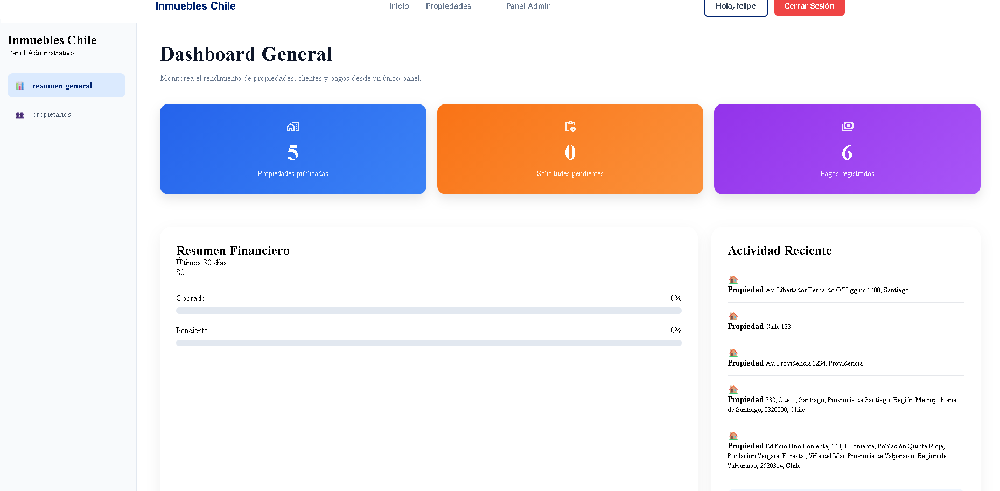 Inmuebles Chile
Inicio
Propiedades
Panel Admin
Hola, felipe
Cerrar Sesión
Inmuebles Chile
Panel Administrativo
resumen general
propietarios
Dashboard General
Monitorea el rendimiento de propiedades, clientes y pagos desde un único panel.
5
Propiedades publicadas
0
Solicitudes pendientes
6
Pagos registrados
Resumen Financiero
Últimos 30 días
$0
Cobrado 0%
Pendiente 0%
Actividad Reciente
Propiedad Av. Libertador Bernardo O’Higgins 1400, Santiago
Propiedad Calle 123
Propiedad Av. Providencia 1234, Providencia
Propiedad 332, Cueto, Santiago, Provincia de Santiago, Región Metropolitana
de Santiago, 8320000, Chile
Propiedad Edificio Uno Poniente, 140, 1 Poniente, Población Quinta Rioja,
Población Vergara, Forestal, Viña del Mar, Provincia de Valparaíso, Región de
Valparaíso, 2520314, Chile